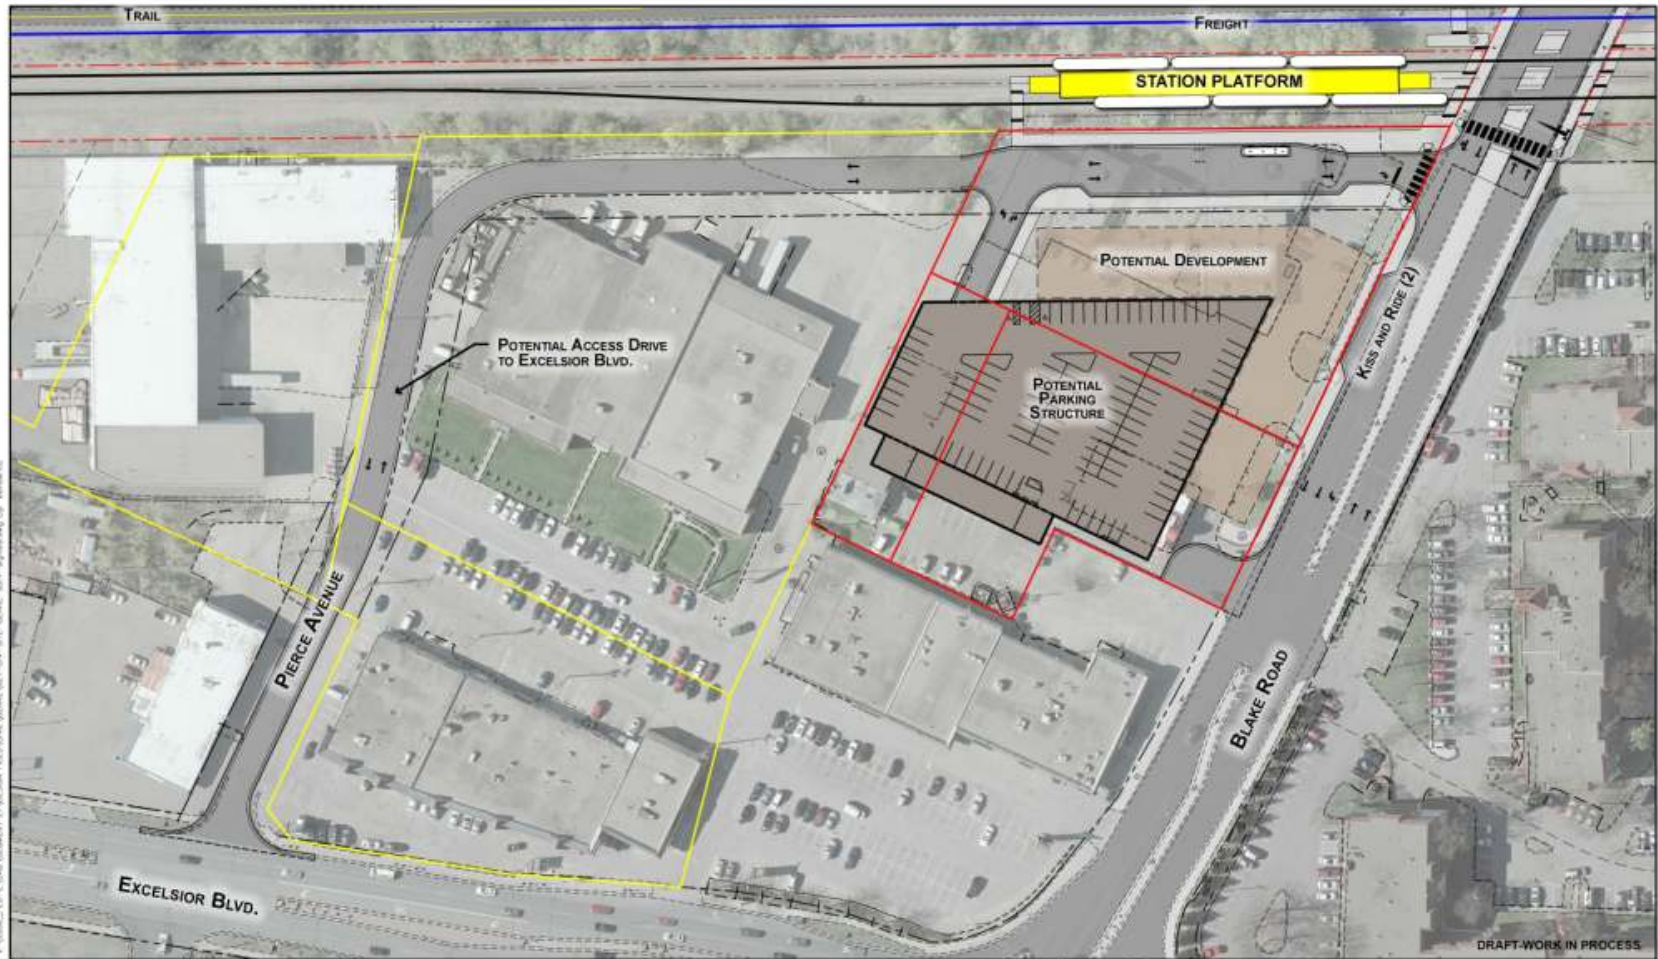 TRAIL
FREIGHT
STATION PLATFORM
POTENTIAL DEVELOPMENT
KISS AND RIDE (2)
POTENTIAL ACCESS DRIVE
TO EXCELSIOR BLVD.
POTENTIAL
PARKING
STRUCTURE
PIERCE AVENUE
BLAKE ROAD
EXCELSIOR BLVD.
DRAFT-WORK IN PROCESS